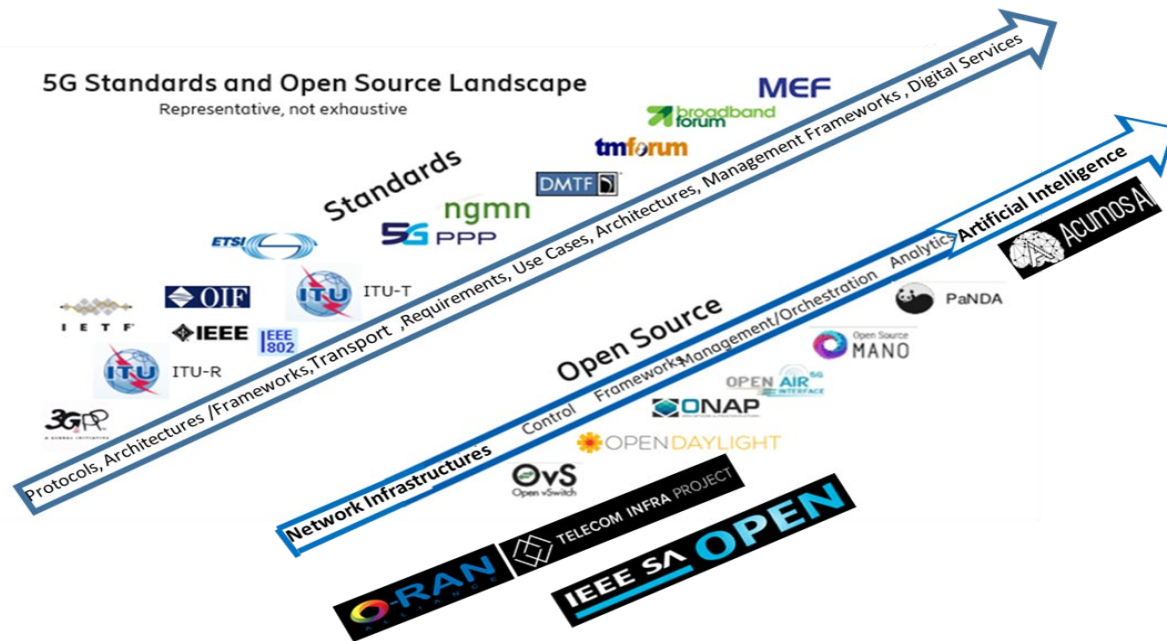 5G Standards and Open Source Landscape
Representative, not exhaustive
MEF
broadband
forum
tmforum
DMTF
Standards
ngmn
5G PPP
ETSI
ITU
ITU-T
OIF
IETF
IEEE
IEEE
802
ITU
ITU-R
3GPP
A GLOBAL INITIATIVE
Protocols, Architectures /Frameworks,Transport ,Requirements, Use Cases, Architectures, Management Frameworks , Digital Services
Open Source
Network Infrastructures Control Frameworks Management/Orchestration Analytics Artificial Intelligence
Acumos AI
PaNDA
Open Source
MANO
OPEN AIR 5G
INTERFACE
ONAP
OPENDAYLIGHT
OvS
Open vSwitch
TELECOM INFRA PROJECT
O-RAN
ALLIANCE
IEEE SA OPEN